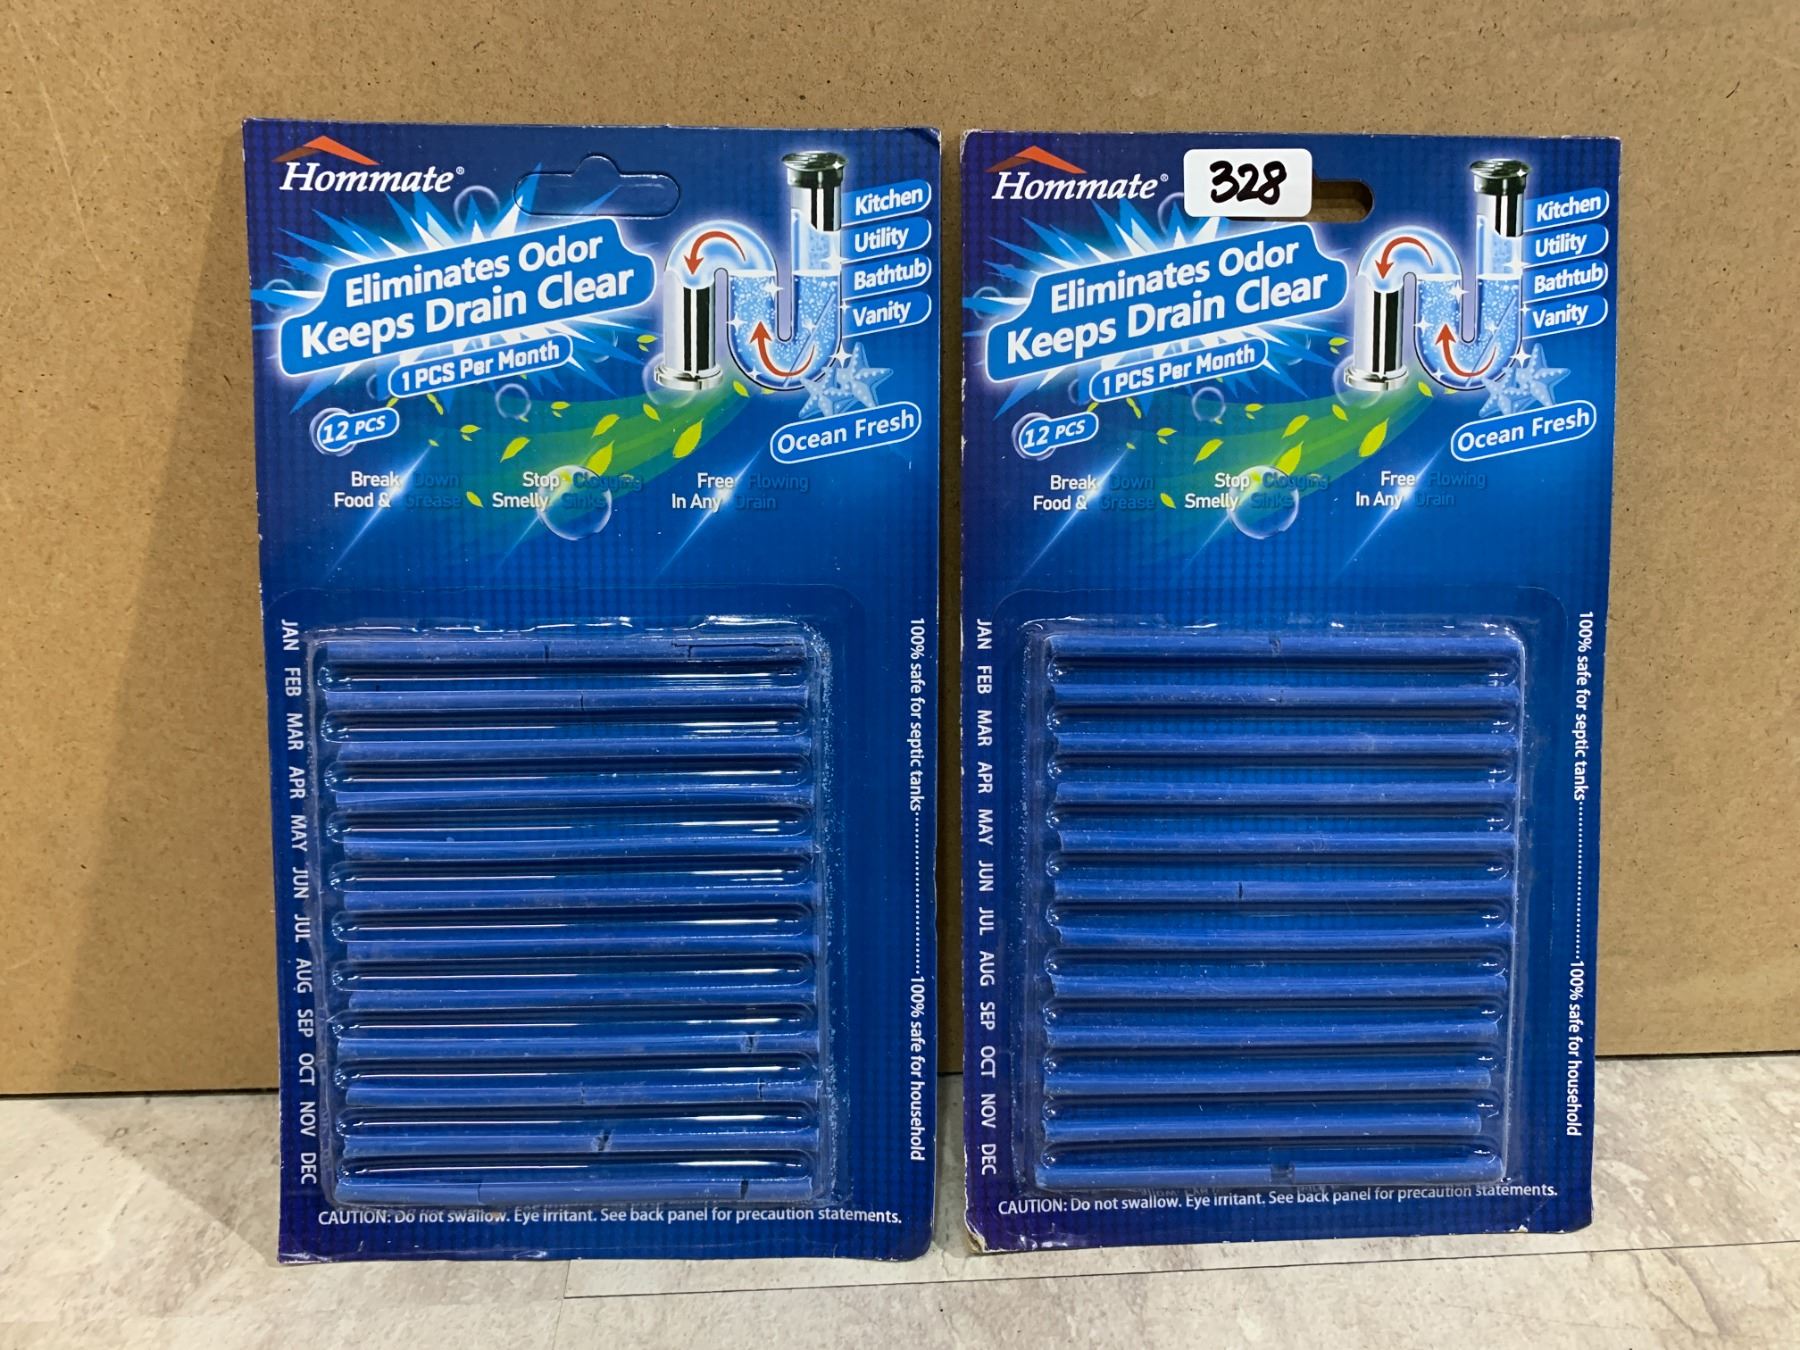 Hommate®
Eliminates Odor
Keeps Drain Clear
1 PCS Per Month
12 PCS
Kitchen
Utility
Bathtub
Vanity
Ocean Fresh
Break Down
Food & Grease
Stop Clogging
Smelly Sinks
Free Flowing
In Any Drain
JAN FEB MAR APR MAY JUN JUL AUG SEP OCT NOV DEC
100% safe for septic tanks 100% safe for household
CAUTION: Do not swallow. Eye irritant. See back panel for precaution statements.
Hommate®
328
Eliminates Odor
Keeps Drain Clear
1 PCS Per Month
12 PCS
Kitchen
Utility
Bathtub
Vanity
Ocean Fresh
Break Down
Food & Grease
Stop Clogging
Smelly Sinks
Free Flowing
In Any Drain
JAN FEB MAR APR MAY JUN JUL AUG SEP OCT NOV DEC
100% safe for septic tanks 100% safe for household
CAUTION: Do not swallow. Eye irritant. See back panel for precaution statements.